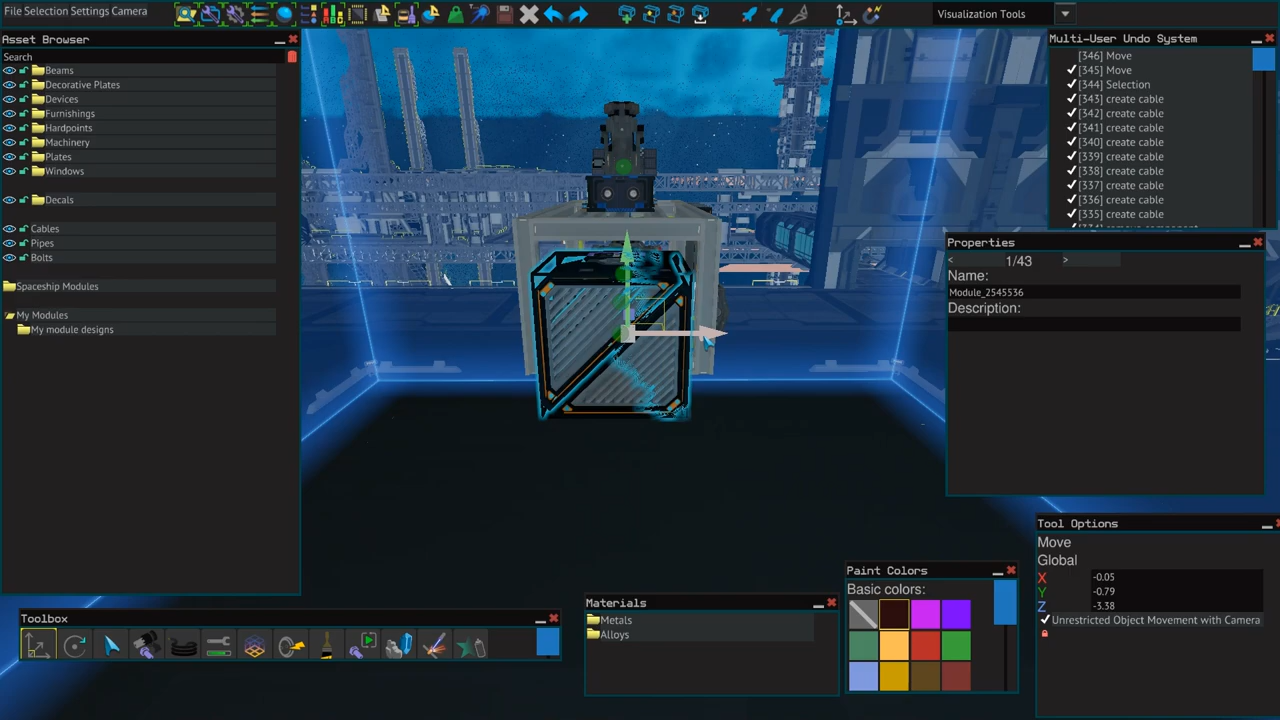 File Selection Settings Camera
Visualization Tools
Asset Browser
Search
Beams
Decorative Plates
Devices
Furnishings
Hardpoints
Machinery
Plates
Windows
Decals
Cables
Pipes
Bolts
Spaceship Modules
My Modules
My module designs
Multi-User Undo System
[346] Move
[345] Move
[344] Selection
[343] create cable
[342] create cable
[341] create cable
[340] create cable
[339] create cable
[338] create cable
[337] create cable
[336] create cable
[335] create cable
Properties
< 1/43 >
Name:
Module_2545536
Description:
Tool Options
Move
Global
X -0.05
Y -0.79
Z -3.38
Unrestricted Object Movement with Camera
Paint Colors
Basic colors:
Materials
Metals
Alloys
Toolbox